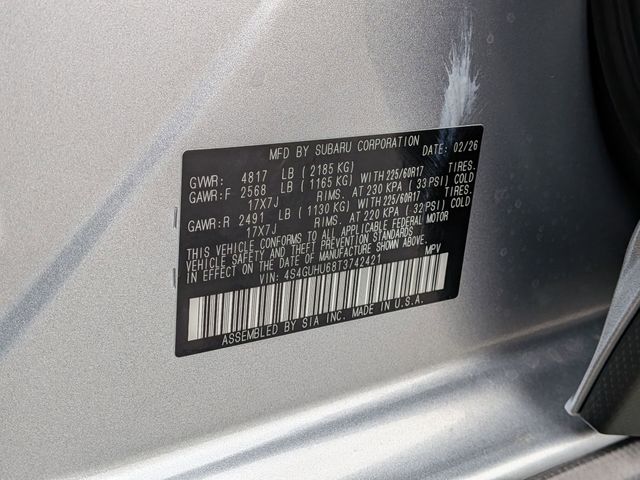 MFD BY SUBARU CORPORATION DATE: 02/26
GVWR: 4817 LB ( 2185 KG)
GAWR:F 2568 LB ( 1165 KG) WITH 225/60R17 TIRES.
17X7J RIMS. AT 230 KPA ( 33 PSI) COLD
GAWR:R 2491 LB ( 1130 KG) WITH 225/60R17 TIRES.
17X7J RIMS. AT 220 KPA ( 32 PSI) COLD
THIS VEHICLE CONFORMS TO ALL APPLICABLE FEDERAL MOTOR
VEHICLE SAFETY AND THEFT PREVENTION STANDARDS
IN EFFECT ON THE DATE OF MANUFACTURE SHOWN ABOVE.
VIN: 4S4GUHU68T3742421 MPV
ASSEMBLED BY SIA INC. MADE IN U.S.A.